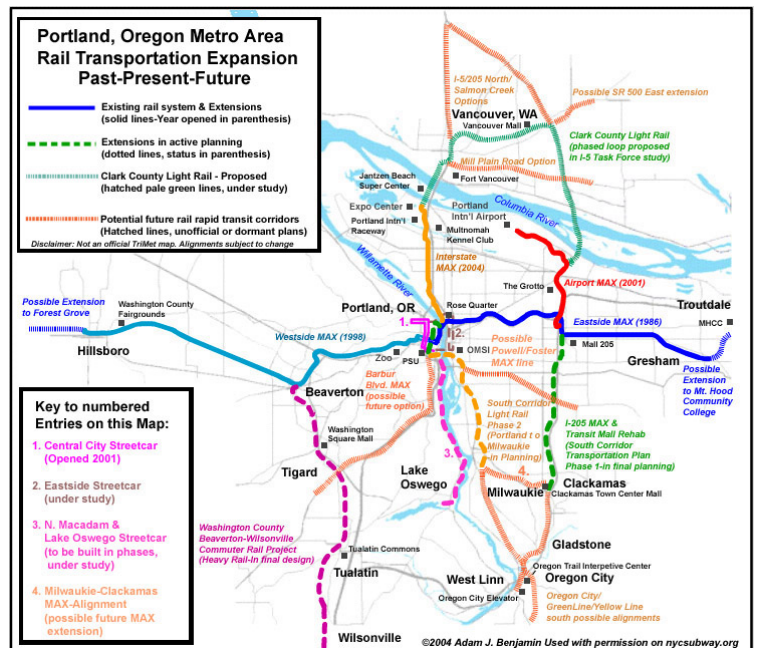 Portland, Oregon Metro Area
Rail Transportation Expansion
Past-Present-Future
Existing rail system & Extensions
(solid lines-Year opened in parenthesis)
Extensions in active planning
(dotted lines, status in parenthesis)
Clark County Light Rail - Proposed
(hatched pale green lines, under study)
Potential future rail rapid transit corridors
(Hatched lines, unofficial or dormant plans)
Disclaimer: Not an official TriMet map. Alignments subject to change
I-5/205 North/
Salmon Creek
Options
Possible SR 500 East extension
Vancouver, WA
Vancouver Mall
Clark County Light Rail
(phased loop proposed
in I-5 Task Force study)
Mill Plain Road Option
Fort Vancouver
Jantzen Beach
Super Center
Expo Center
Portland Int'l
Raceway
Portland
Intn'l Airport
Columbia River
Multnomah
Kennel Club
Willamette River
Interstate
MAX (2004)
The Grotto
Airport MAX (2001)
Possible Extension
to Forest Grove
Washington County
Fairgrounds
Portland, OR
Rose Quarter
Troutdale
MHCC
1.
2.
Westside MAX (1998)
Eastside MAX (1986)
Hillsboro
Zoo
PSU
OMSI
Possible
Powell/Foster
MAX line
Mall 205
Gresham
Possible
Extension
to Mt. Hood
Community
College
Beaverton
Barbur
Blvd. MAX
(possible
future option)
South Corridor
Light Rail
Phase 2
(Portland t o
Milwaukie
-in Planning)
I-205 MAX &
Transit Mall Rehab
(South Corridor
Transportation Plan
Phase 1-in final planning)
Key to numbered
Entries on this Map:
1. Central City Streetcar
(Opened 2001)
2. Eastside Streetcar
(under study)
3. N. Macadam &
Lake Oswego Streetcar
(to be built in phases,
under study)
4. Milwaukie-Clackamas
MAX-Alignment
(possible future MAX
extension)
Washington
Square Mall
Tigard
Lake
Oswego
3.
4.
Milwaukie
Clackamas
Clackamas Town Center Mall
Washington County
Beaverton-Wilsonville
Commuter Rail Project
(Heavy Rail-In final design)
Tualatin Commons
Tualatin
Gladstone
Oregon Trail Interpetive Center
West Linn
Oregon City
Oregon City Elevator
Oregon City/
GreenLine/Yellow Line
south possible alignments
Wilsonville
©2004 Adam J. Benjamin Used with permission on nycsubway.org